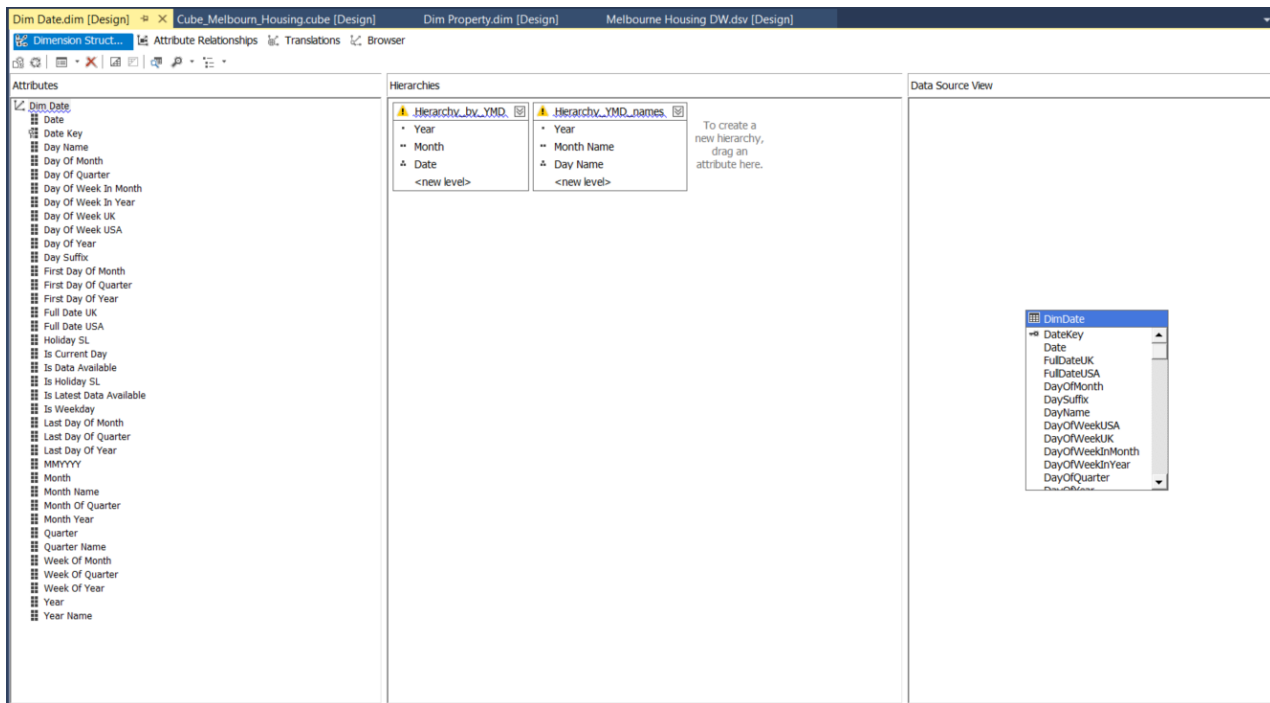 Dim Date.dim [Design] Cube_Melbourn_Housing.cube [Design] Dim Property.dim [Design] Melbourne Housing DW.dsv [Design]
Dimension Struct... Attribute Relationships Translations Browser
Attributes
Dim Date
Date
Date Key
Day Name
Day Of Month
Day Of Quarter
Day Of Week In Month
Day Of Week In Year
Day Of Week UK
Day Of Week USA
Day Of Year
Day Suffix
First Day Of Month
First Day Of Quarter
First Day Of Year
Full Date UK
Full Date USA
Holiday SL
Is Current Day
Is Data Available
Is Holiday SL
Is Latest Data Available
Is Weekday
Last Day Of Month
Last Day Of Quarter
Last Day Of Year
MMYYYY
Month
Month Name
Month Of Quarter
Month Year
Quarter
Quarter Name
Week Of Month
Week Of Quarter
Week Of Year
Year
Year Name
Hierarchies
Hierarchy_by_YMD
Year
Month
Date
<new level>
Hierarchy_YMD_names
Year
Month Name
Day Name
<new level>
To create a
new hierarchy,
drag an
attribute here.
Data Source View
DimDate
DateKey
Date
FullDateUK
FullDateUSA
DayOfMonth
DaySuffix
DayName
DayOfWeekUSA
DayOfWeekUK
DayOfWeekInMonth
DayOfWeekInYear
DayOfQuarter
DayOfYear